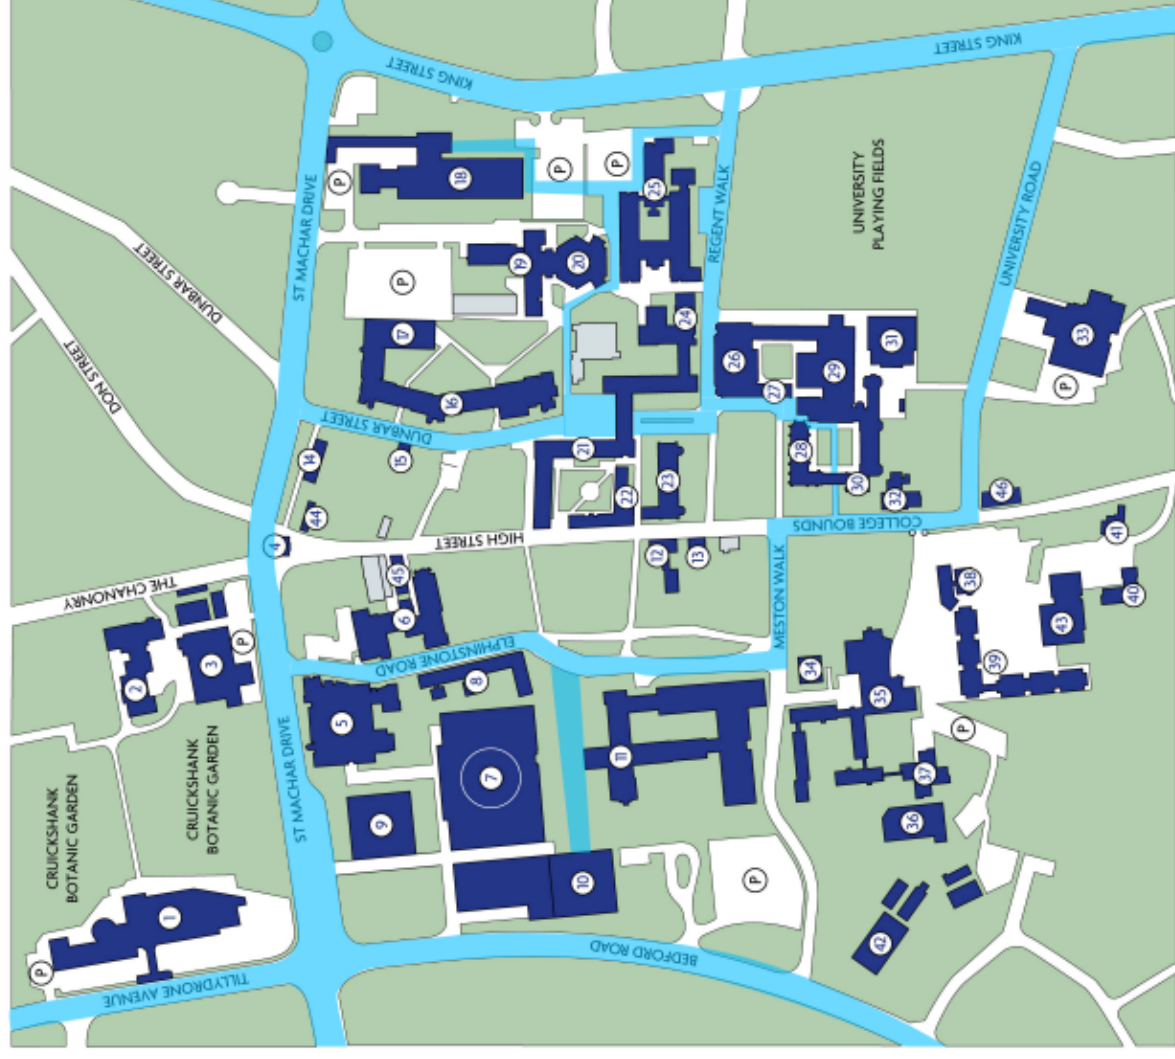 KING STREET
KING STREET
ST MACHAR DRIVE
DUNBAR STREET
DON STREET
REGENT WALK
UNIVERSITY
PLAYING FIELDS
UNIVERSITY ROAD
P
P
P
18
25
19
20
P
17
24
26
31
33
29
27
P
16
DUNBAR STREET
14
15
21
28
30
23
22
32
46
44
4
HIGH STREET
COLLEGE BOUNDS
41
THE CHANONRY
12
13
MESTON WALK
45
6
38
40
43
ELPHINSTONE ROAD
P
3
2
34
39
35
8
5
CRUICKSHANK
BOTANIC GARDEN
ST MACHAR DRIVE
7
11
P
37
9
36
CRUICKSHANK
BOTANIC GARDEN
10
P
1
42
BEDFORD ROAD
P
TILLYDRONE AVENUE